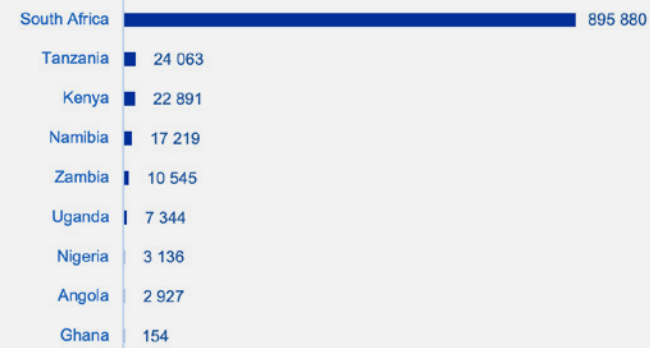 South Africa 895 880
Tanzania 24 063
Kenya 22 891
Namibia 17 219
Zambia 10 545
Uganda 7 344
Nigeria 3 136
Angola 2 927
Ghana 154